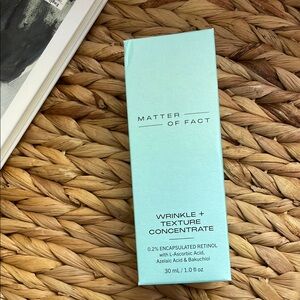 MATTER
OF FACT
WRINKLE +
TEXTURE
CONCENTRATE
0.2% ENCAPSULATED RETINOL
with L-Ascorbic Acid,
Azelaic Acid & Bakuchiol
30 mL / 1.0 fl oz